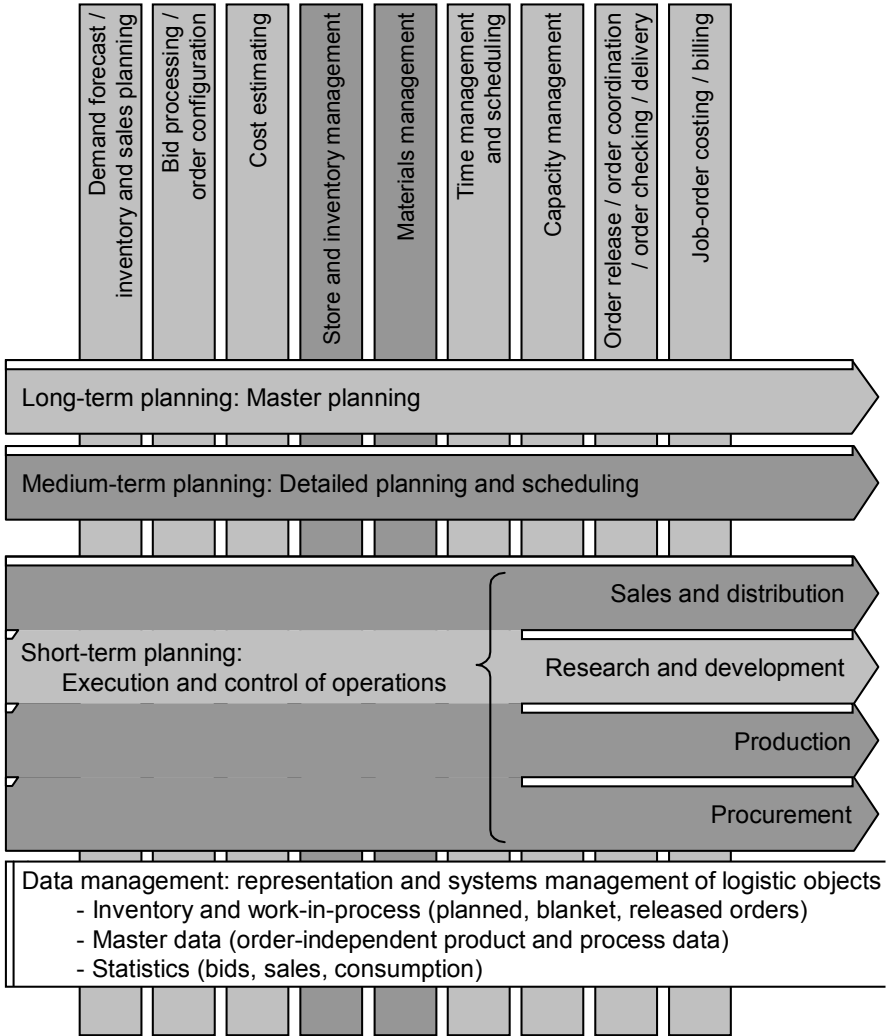 Demand forecast /
inventory and sales planning
Bid processing /
order configuration
Cost estimating
Store and inventory management
Materials management
Time management
and scheduling
Capacity management
Order release / order coordination
/ order checking / delivery
Job-order costing / billing
Long-term planning: Master planning
Medium-term planning: Detailed planning and scheduling
Sales and distribution
Short-term planning:
Execution and control of operations
Research and development
Production
Procurement
Data management: representation and systems management of logistic objects
- Inventory and work-in-process (planned, blanket, released orders)
- Master data (order-independent product and process data)
- Statistics (bids, sales, consumption)